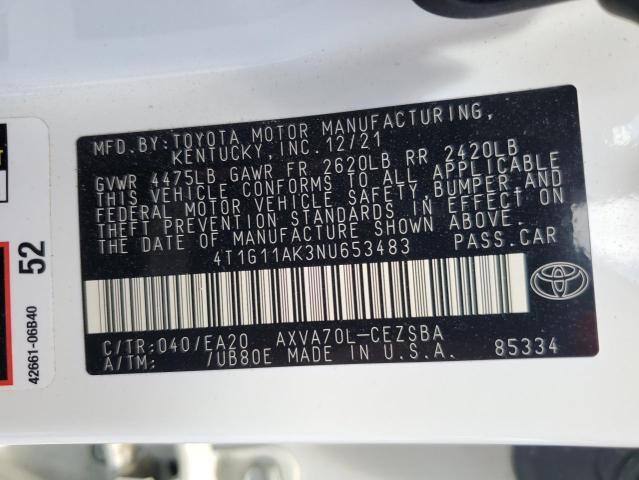 MFD.BY:TOYOTA MOTOR MANUFACTURING,
KENTUCKY,INC.12/21
GVWR 4475LB GAWR FR 2620LB RR 2420LB
THIS VEHICLE CONFORMS TO ALL APPLICABLE
FEDERAL MOTOR VEHICLE SAFETY,BUMPER,AND
THEFT PREVENTION STANDARDS IN EFFECT ON
THE DATE OF MANUFACTURE SHOWN ABOVE.
4T1G11AK3NU653483 PASS.CAR
C/TR:040/EA20 AXVA70L-CEZSBA
A/TM: 7UB80E MADE IN U.S.A. 85334
TOYOTA
52
42661-06B40